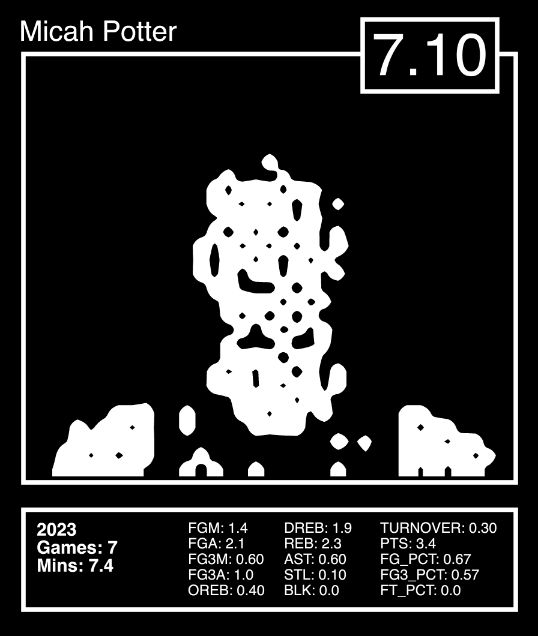 Micah Potter
7.10
2023
Games: 7
Mins: 7.4
FGM: 1.4
FGA: 2.1
FG3M: 0.60
FG3A: 1.0
OREB: 0.40
DREB: 1.9
REB: 2.3
AST: 0.60
STL: 0.10
BLK: 0.0
TURNOVER: 0.30
PTS: 3.4
FG_PCT: 0.67
FG3_PCT: 0.57
FT_PCT: 0.0